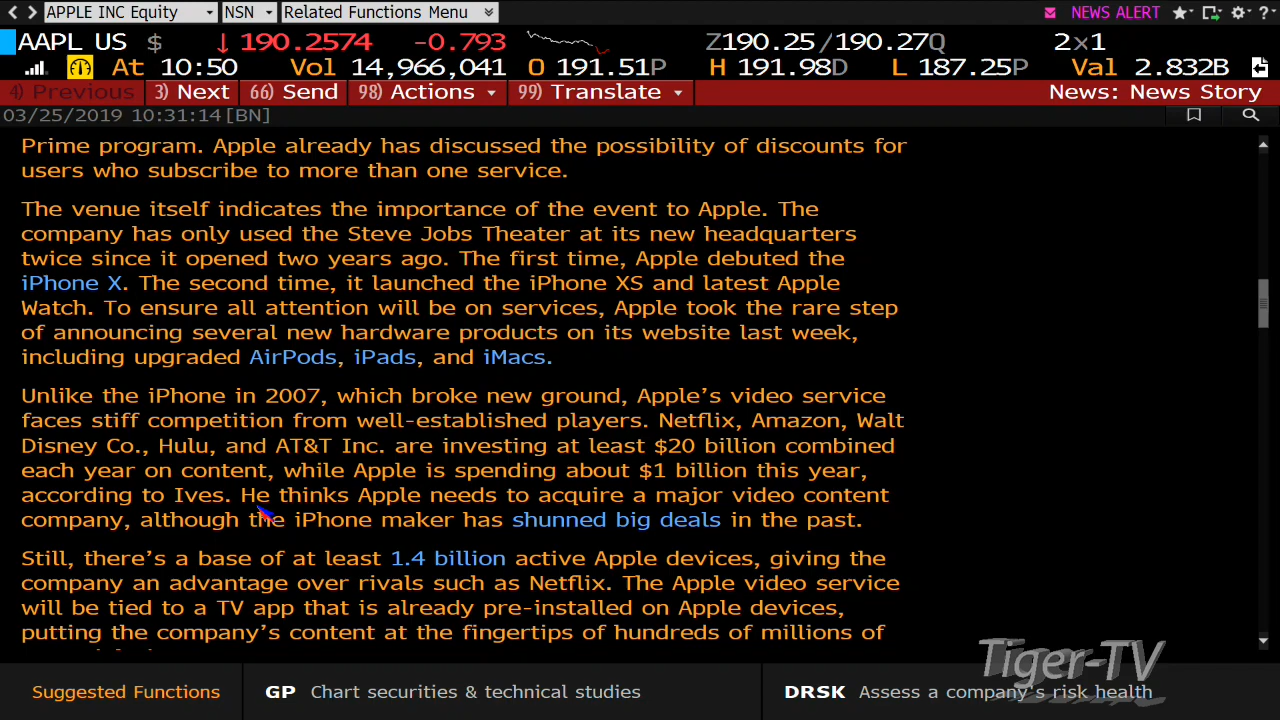 APPLE INC Equity NSN Related Functions Menu NEWS ALERT ?
AAPL US $ ↓ 190.2574 -0.793 Z190.25/190.27Q 2×1
At 10:50 Vol 14,966,041 O 191.51P H 191.98D L 187.25P Val 2.832B
4) Previous 3) Next 66) Send 98) Actions 99) Translate News: News Story
03/25/2019 10:31:14 [BN]
Prime program. Apple already has discussed the possibility of discounts for
users who subscribe to more than one service.
The venue itself indicates the importance of the event to Apple. The
company has only used the Steve Jobs Theater at its new headquarters
twice since it opened two years ago. The first time, Apple debuted the
iPhone X. The second time, it launched the iPhone XS and latest Apple
Watch. To ensure all attention will be on services, Apple took the rare step
of announcing several new hardware products on its website last week,
including upgraded AirPods, iPads, and iMacs.
Unlike the iPhone in 2007, which broke new ground, Apple's video service
faces stiff competition from well-established players. Netflix, Amazon, Walt
Disney Co., Hulu, and AT&T Inc. are investing at least $20 billion combined
each year on content, while Apple is spending about $1 billion this year,
according to Ives. He thinks Apple needs to acquire a major video content
company, although the iPhone maker has shunned big deals in the past.
Still, there's a base of at least 1.4 billion active Apple devices, giving the
company an advantage over rivals such as Netflix. The Apple video service
will be tied to a TV app that is already pre-installed on Apple devices,
putting the company's content at the fingertips of hundreds of millions of
Tiger-TV
Suggested Functions GP Chart securities & technical studies DRSK Assess a company's risk health